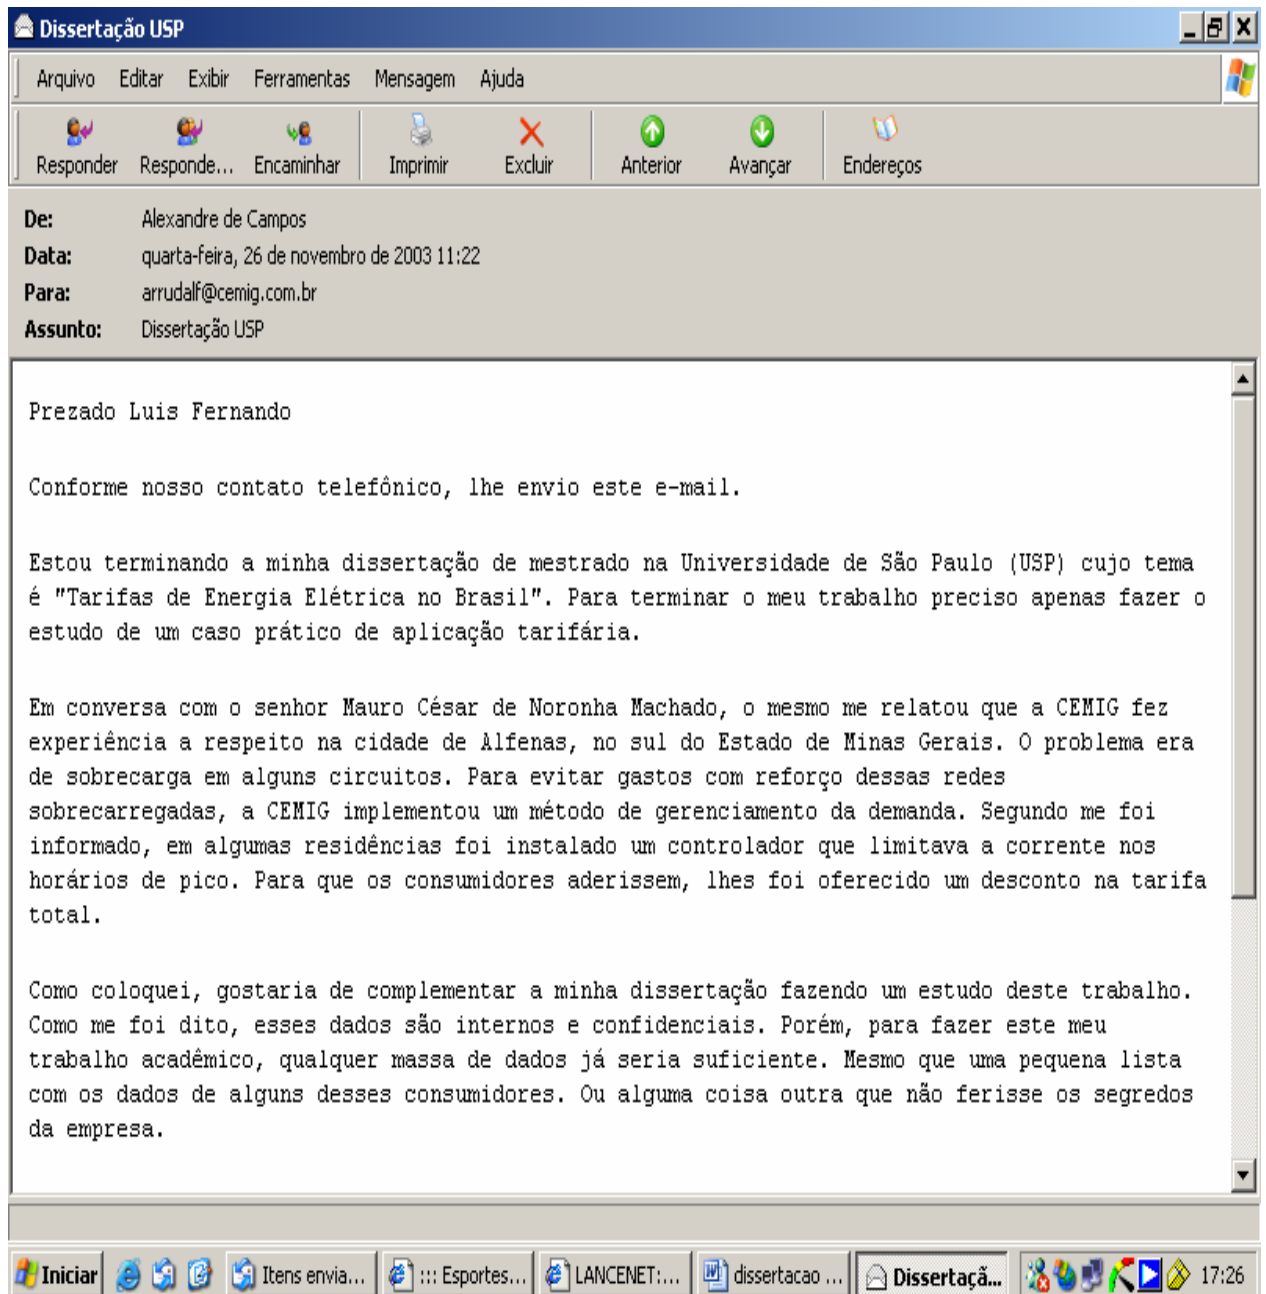 Dissertação USP
Arquivo Editar Exibir Ferramentas Mensagem Ajuda
Responder Responde... Encaminhar Imprimir Excluir Anterior Avançar Endereços
De: Alexandre de Campos
Data: quarta-feira, 26 de novembro de 2003 11:22
Para: arrudalf@cemig.com.br
Assunto: Dissertação USP
Prezado Luis Fernando
Conforme nosso contato telefônico, lhe envio este e-mail.
Estou terminando a minha dissertação de mestrado na Universidade de São Paulo (USP) cujo tema
é "Tarifas de Energia Elétrica no Brasil". Para terminar o meu trabalho preciso apenas fazer o
estudo de um caso prático de aplicação tarifária.
Em conversa com o senhor Mauro César de Noronha Machado, o mesmo me relatou que a CEMIG fez
experiência a respeito na cidade de Alfenas, no sul do Estado de Minas Gerais. O problema era
de sobrecarga em alguns circuitos. Para evitar gastos com reforço dessas redes
sobrecarregadas, a CEMIG implementou um método de gerenciamento da demanda. Segundo me foi
informado, em algumas residências foi instalado um controlador que limitava a corrente nos
horários de pico. Para que os consumidores aderissem, lhes foi oferecido um desconto na tarifa
total.
Como coloquei, gostaria de complementar a minha dissertação fazendo um estudo deste trabalho.
Como me foi dito, esses dados são internos e confidenciais. Porém, para fazer este meu
trabalho acadêmico, qualquer massa de dados já seria suficiente. Mesmo que uma pequena lista
com os dados de alguns desses consumidores. Ou alguma coisa outra que não ferisse os segredos
da empresa.
Iniciar Itens envia... ::: Esportes... LANCENET:... dissertacao ... Dissertaçã... 17:26